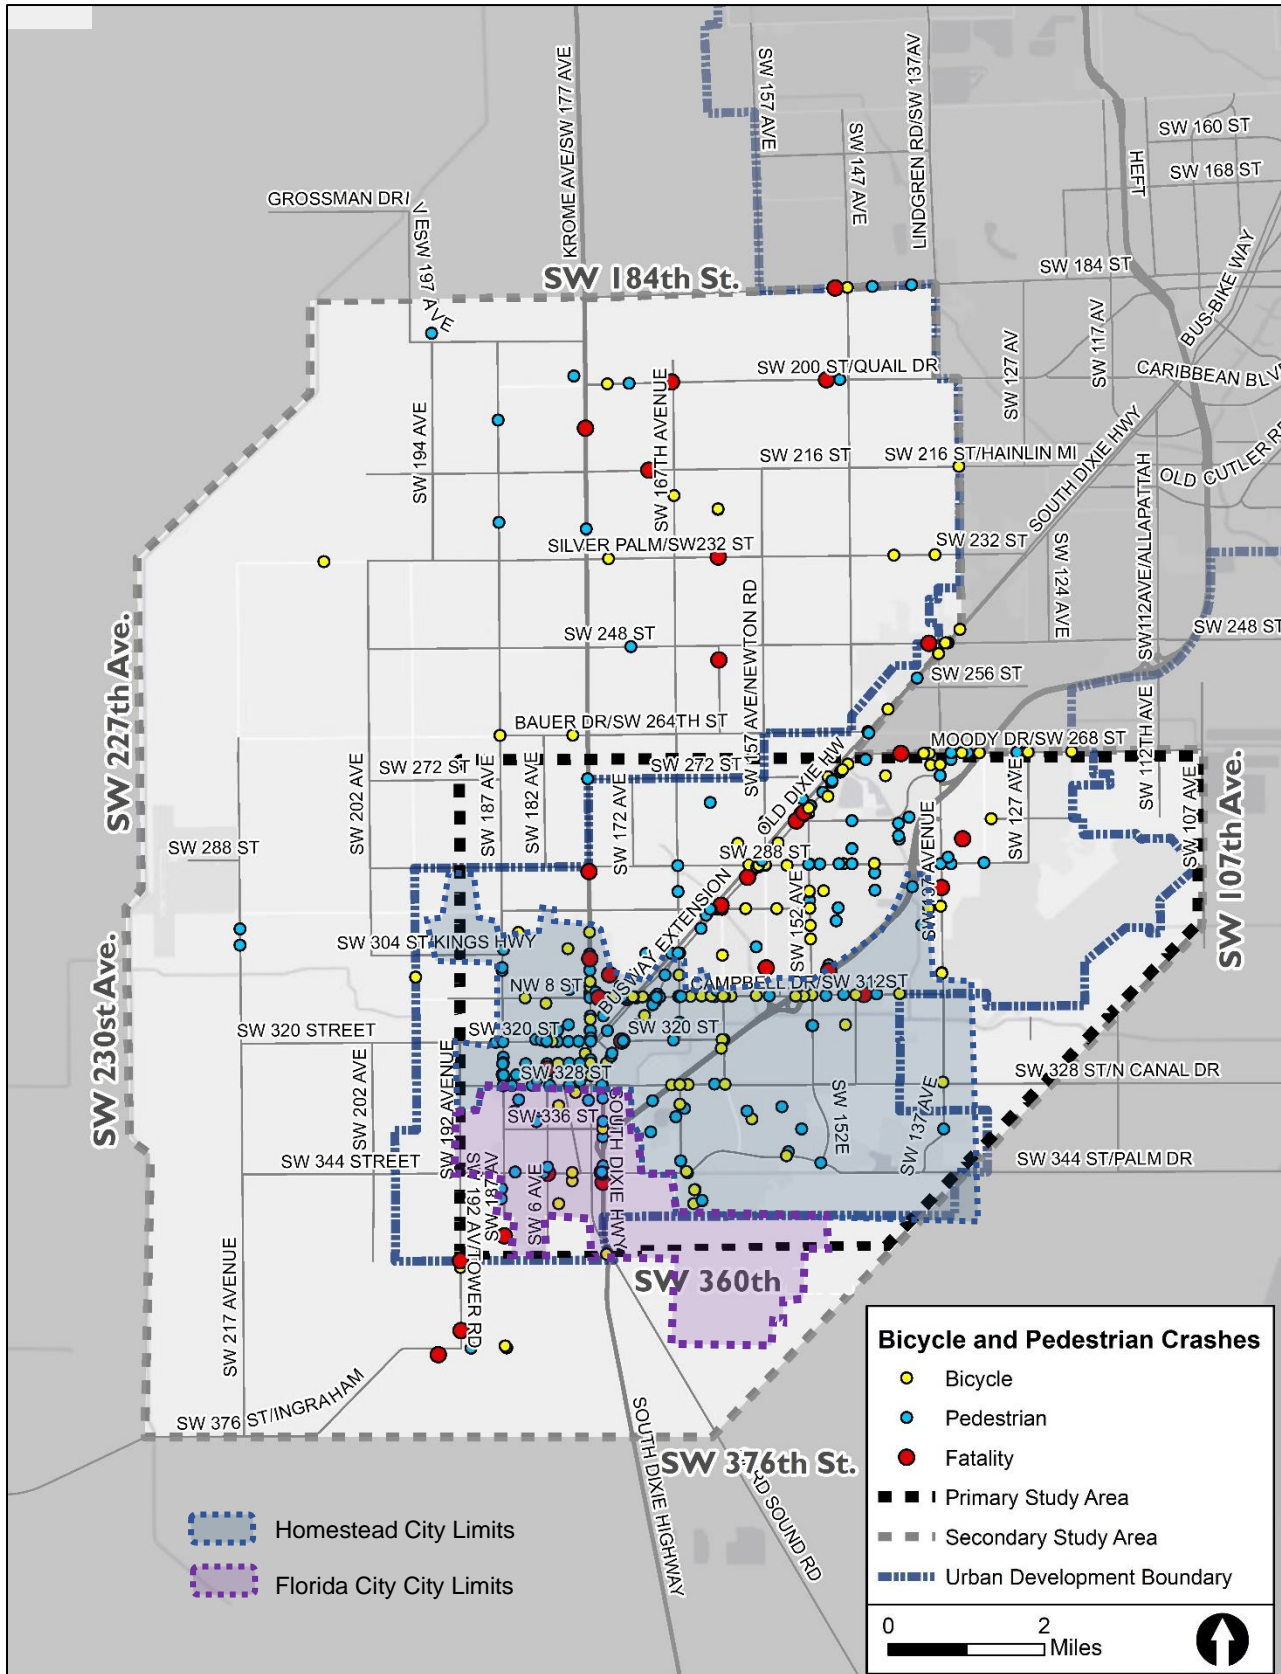 KROME AVE/SW 177 AVE
SW 157 AVE
SW 147 AVE
LINDGREN RD/SW 137AV
HEFT
SW 160 ST
SW 168 ST
GROSSMAN DRI
V ESW 197 AVE
SW 184th St.
SW 184 ST
BUS-BIKE WAY
SW 127 AV
SW 117 AV
SW 200 ST/QUAIL DR
CARIBBEAN BLV
SW 194 AVE
SW 167TH AVENUE
SW 216 ST
SW 216 ST/HAINLIN MI
SOUTH DIXIE HWY
OLD CUTLER R
SILVER PALM/SW232 ST
SW 232 ST
SW 124 AVE
SW112AVE/ALLAPATTAH
SW 248 ST
SW 248 ST
SW 157 AVE/NEWTON RD
SW 256 ST
SW 227th Ave.
BAUER DR/SW 264TH ST
MOODY DR/SW 268 ST
SW 112TH AVE
SW 272 ST
SW 272 ST
OLD DIXIE HW
SW 202 AVE
SW 187 AVE
SW 182 AVE
SW 172 AVE
SW 127 AVE
SW 107 AVE
SW 107th Ave.
SW 288 ST
SW 288 ST
SW 152 AVE
SW 137 AVENUE
BUSWAY EXTENSION
SW 304 ST/KINGS HWY
NW 8 ST
CAMPBELL DR/SW 312ST
SW 230st Ave.
SW 320 STREET
SW 320 ST
SW 320 ST
SW 202 AVE
SW 192 AVENUE
SW 328 ST
SW 328 ST/N CANAL DR
SW 336 ST
SW 152E
SW 137 AVE
SW 344 STREET
SW 344 ST/PALM DR
SW 187 AV
SW 6 AVE
SOUTH DIXIE HWY
SW 192 AV/TOWER RD
SW 217 AVENUE
SW 360th
SW 376 ST/INGRAHAM
SOUTH DIXIE HIGHWAY
SW 376th St.
RD SOUND RD
Homestead City Limits
Florida City City Limits
Bicycle and Pedestrian Crashes
Bicycle
Pedestrian
Fatality
Primary Study Area
Secondary Study Area
Urban Development Boundary
0 2
Miles